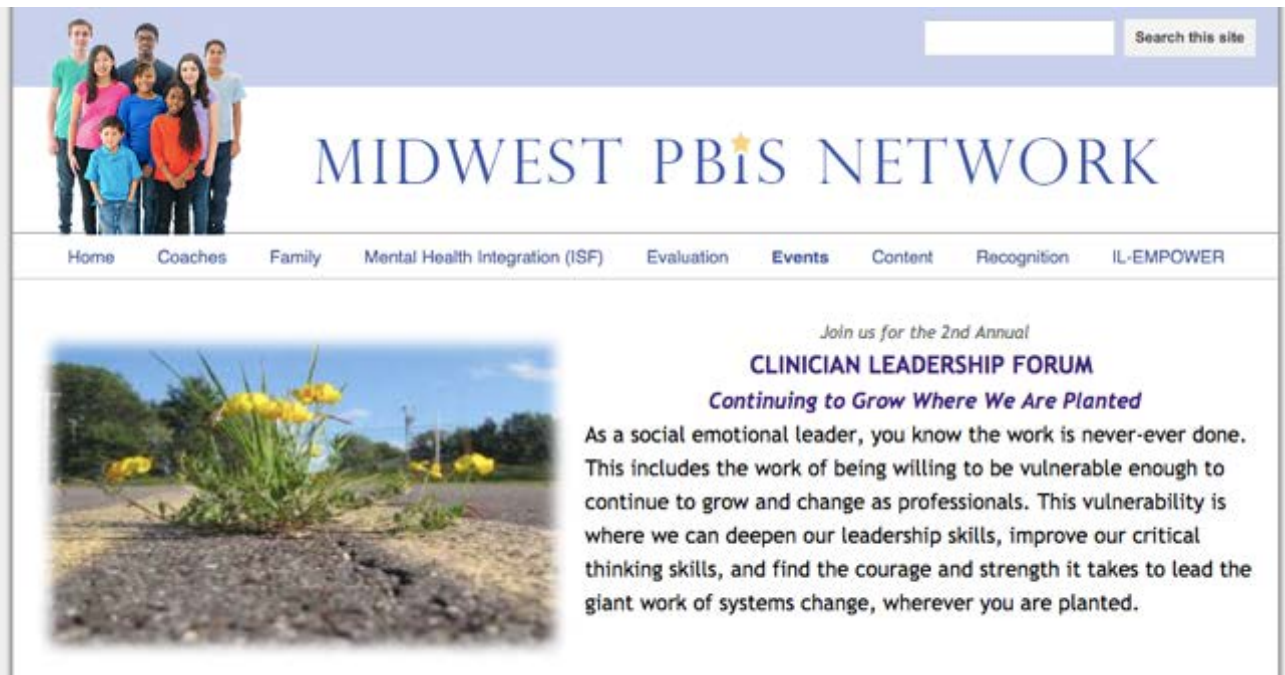 Search this site
MIDWEST PBiS NETWORK
Home Coaches Family Mental Health Integration (ISF) Evaluation Events Content Recognition IL-EMPOWER
Join us for the 2nd Annual
CLINICIAN LEADERSHIP FORUM
Continuing to Grow Where We Are Planted
As a social emotional leader, you know the work is never-ever done.
This includes the work of being willing to be vulnerable enough to
continue to grow and change as professionals. This vulnerability is
where we can deepen our leadership skills, improve our critical
thinking skills, and find the courage and strength it takes to lead the
giant work of systems change, wherever you are planted.